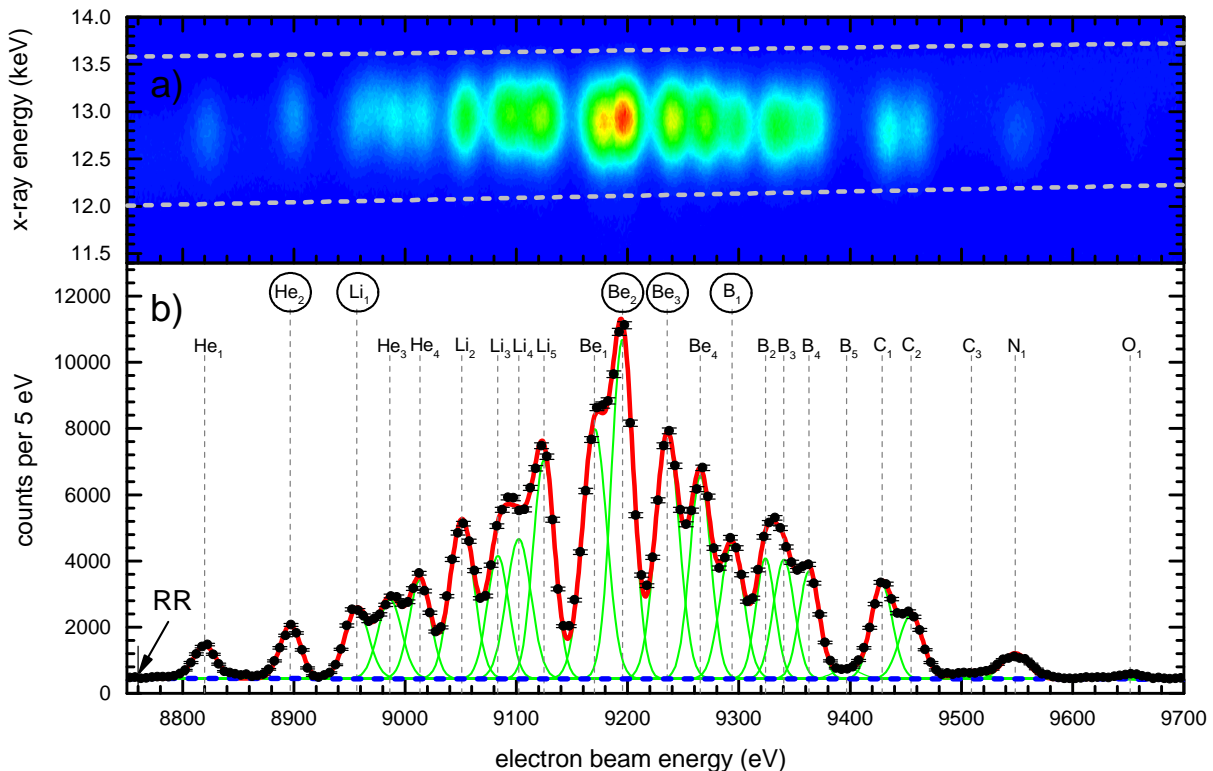 14.0
13.5
13.0
12.5
12.0
11.5
x-ray energy (keV)
a)
b)
He₂ Li₁ Be₂ Be₃ B₁
He₁ He₃ He₄ Li₂ Li₃ Li₄ Li₅ Be₁ Be₄ B₂ B₃ B₄ B₅ C₁ C₂ C₃ N₁ O₁
12000
10000
8000
6000
4000
2000
0
counts per 5 eV
RR
8800 8900 9000 9100 9200 9300 9400 9500 9600 9700
electron beam energy (eV)